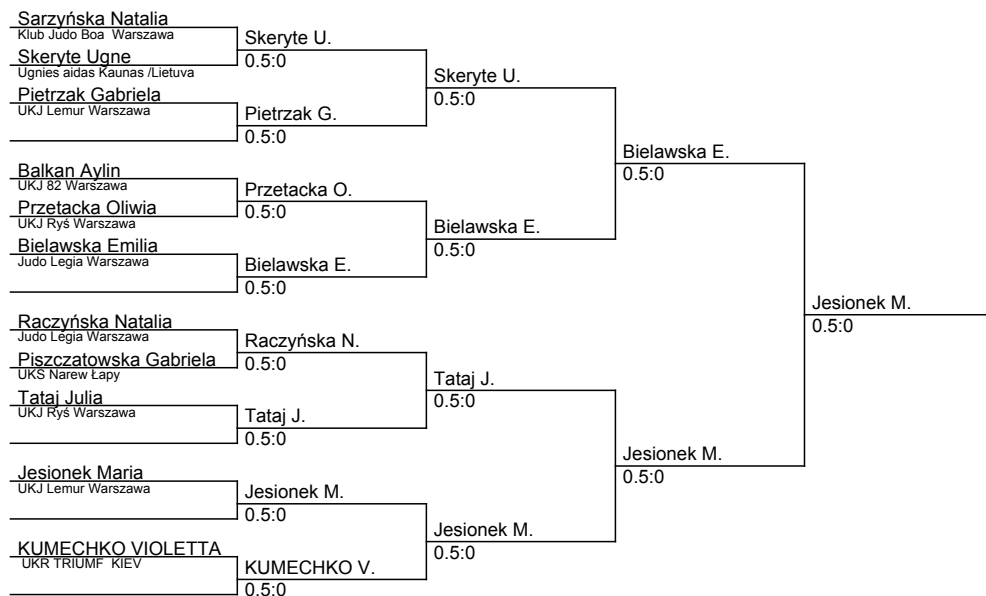 Sarzyńska Natalia
Klub Judo Boa Warszawa
Skeryte U.
0.5:0
Skeryte Ugne
Ugnies aidas Kaunas /Lietuva
Skeryte U.
0.5:0
Pietrzak Gabriela
UKJ Lemur Warszawa
Pietrzak G.
0.5:0
Bielawska E.
0.5:0
Balkan Aylin
UKJ 82 Warszawa
Przetacka O.
0.5:0
Przetacka Oliwia
UKJ Ryś Warszawa
Bielawska E.
0.5:0
Bielawska Emilia
Judo Legia Warszawa
Bielawska E.
0.5:0
Jesionek M.
0.5:0
Raczyńska Natalia
Judo Legia Warszawa
Raczyńska N.
0.5:0
Piszczatowska Gabriela
UKS Narew Łapy
Tataj J.
0.5:0
Tataj Julia
UKJ Ryś Warszawa
Tataj J.
0.5:0
Jesionek M.
0.5:0
Jesionek Maria
UKJ Lemur Warszawa
Jesionek M.
0.5:0
Jesionek M.
0.5:0
KUMECHKO VIOLETTA
UKR TRIUMF KIEV
KUMECHKO V.
0.5:0